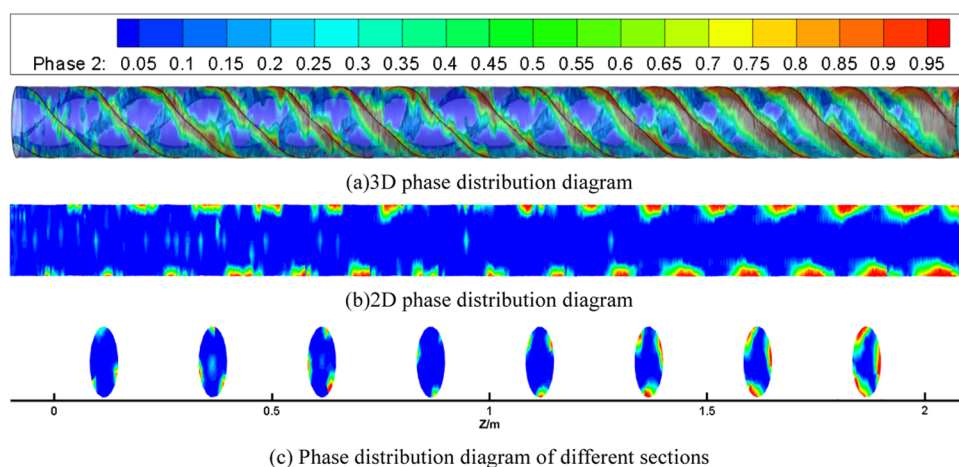 Phase 2: 0.05 0.1 0.15 0.2 0.25 0.3 0.35 0.4 0.45 0.5 0.55 0.6 0.65 0.7 0.75 0.8 0.85 0.9 0.95
(a)3D phase distribution diagram
(b)2D phase distribution diagram
0 0.5 1 1.5 2
Z/m
(c) Phase distribution diagram of different sections